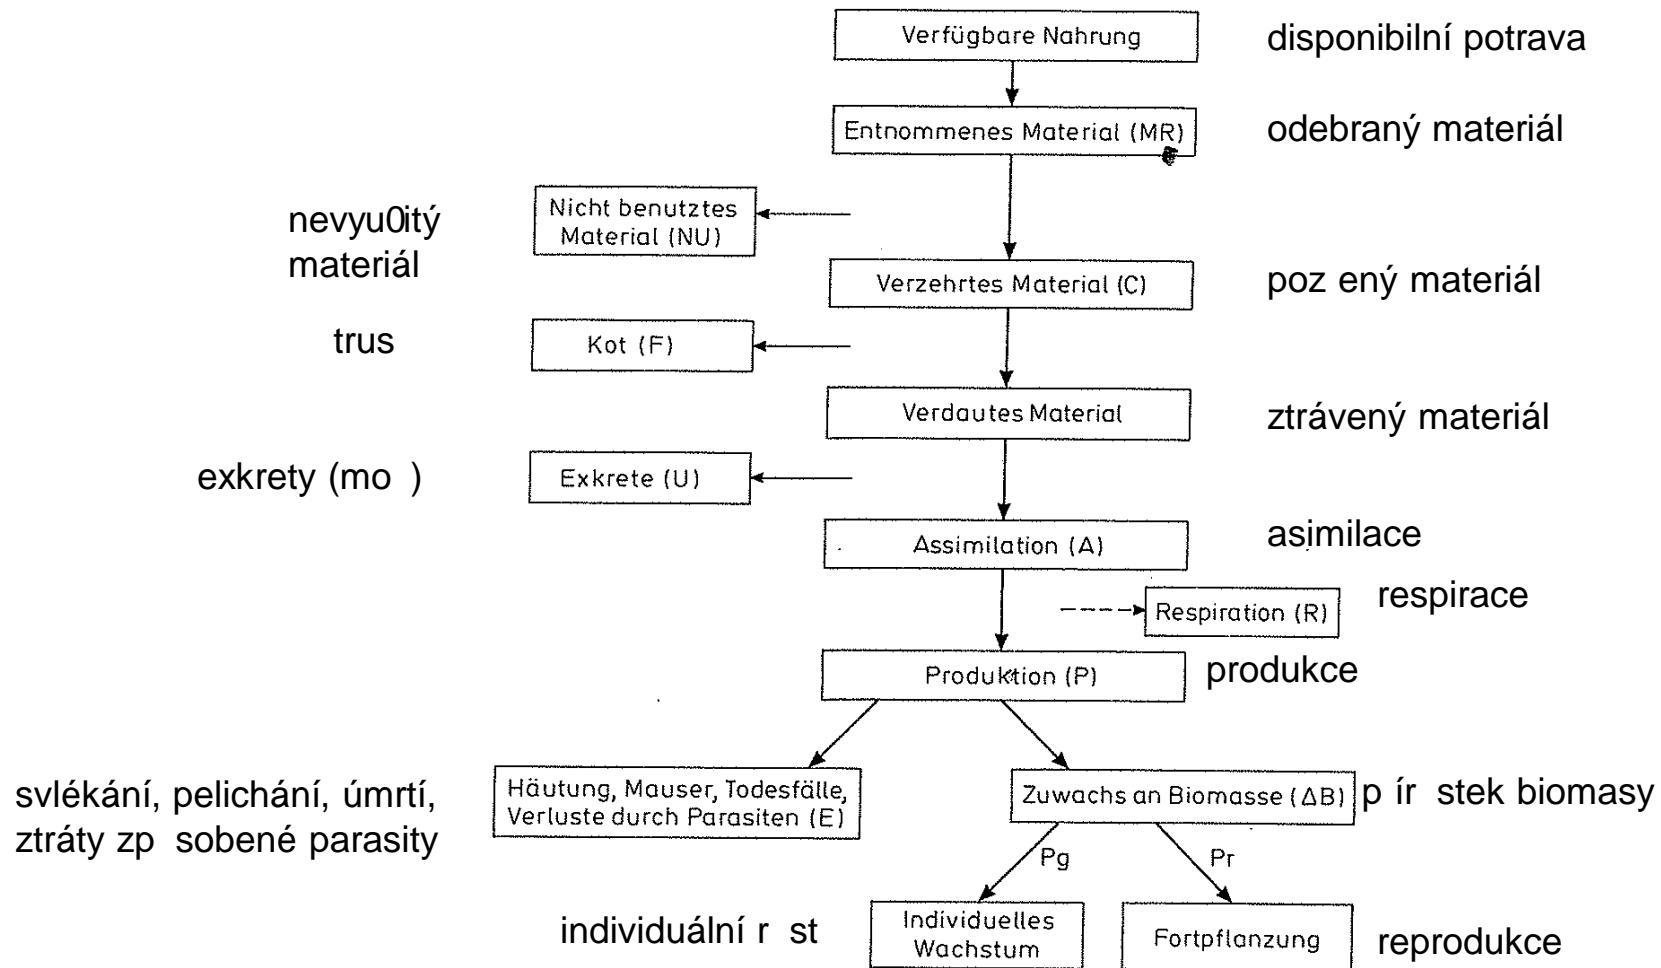 Verfügbare Nahrung
disponibilní potrava
Entnommenes Material (MR)
odebraný materiál
nevyu0itý
materiál
Nicht benutztes
Material (NU)
Verzehrtes Material (C)
poz ený materiál
trus
Kot (F)
Verdautes Material
ztrávený materiál
exkrety (mo )
Exkrete (U)
Assimilation (A)
asimilace
Respiration (R)
respirace
Produktion (P)
produkce
svlékání, pelichání, úmrtí,
ztráty zp sobené parasity
Häutung, Mauser, Todesfälle,
Verluste durch Parasiten (E)
Zuwachs an Biomasse (ΔB)
p ír stek biomasy
Pg
Pr
individuální r st
Individuelles
Wachstum
Fortpflanzung
reprodukce